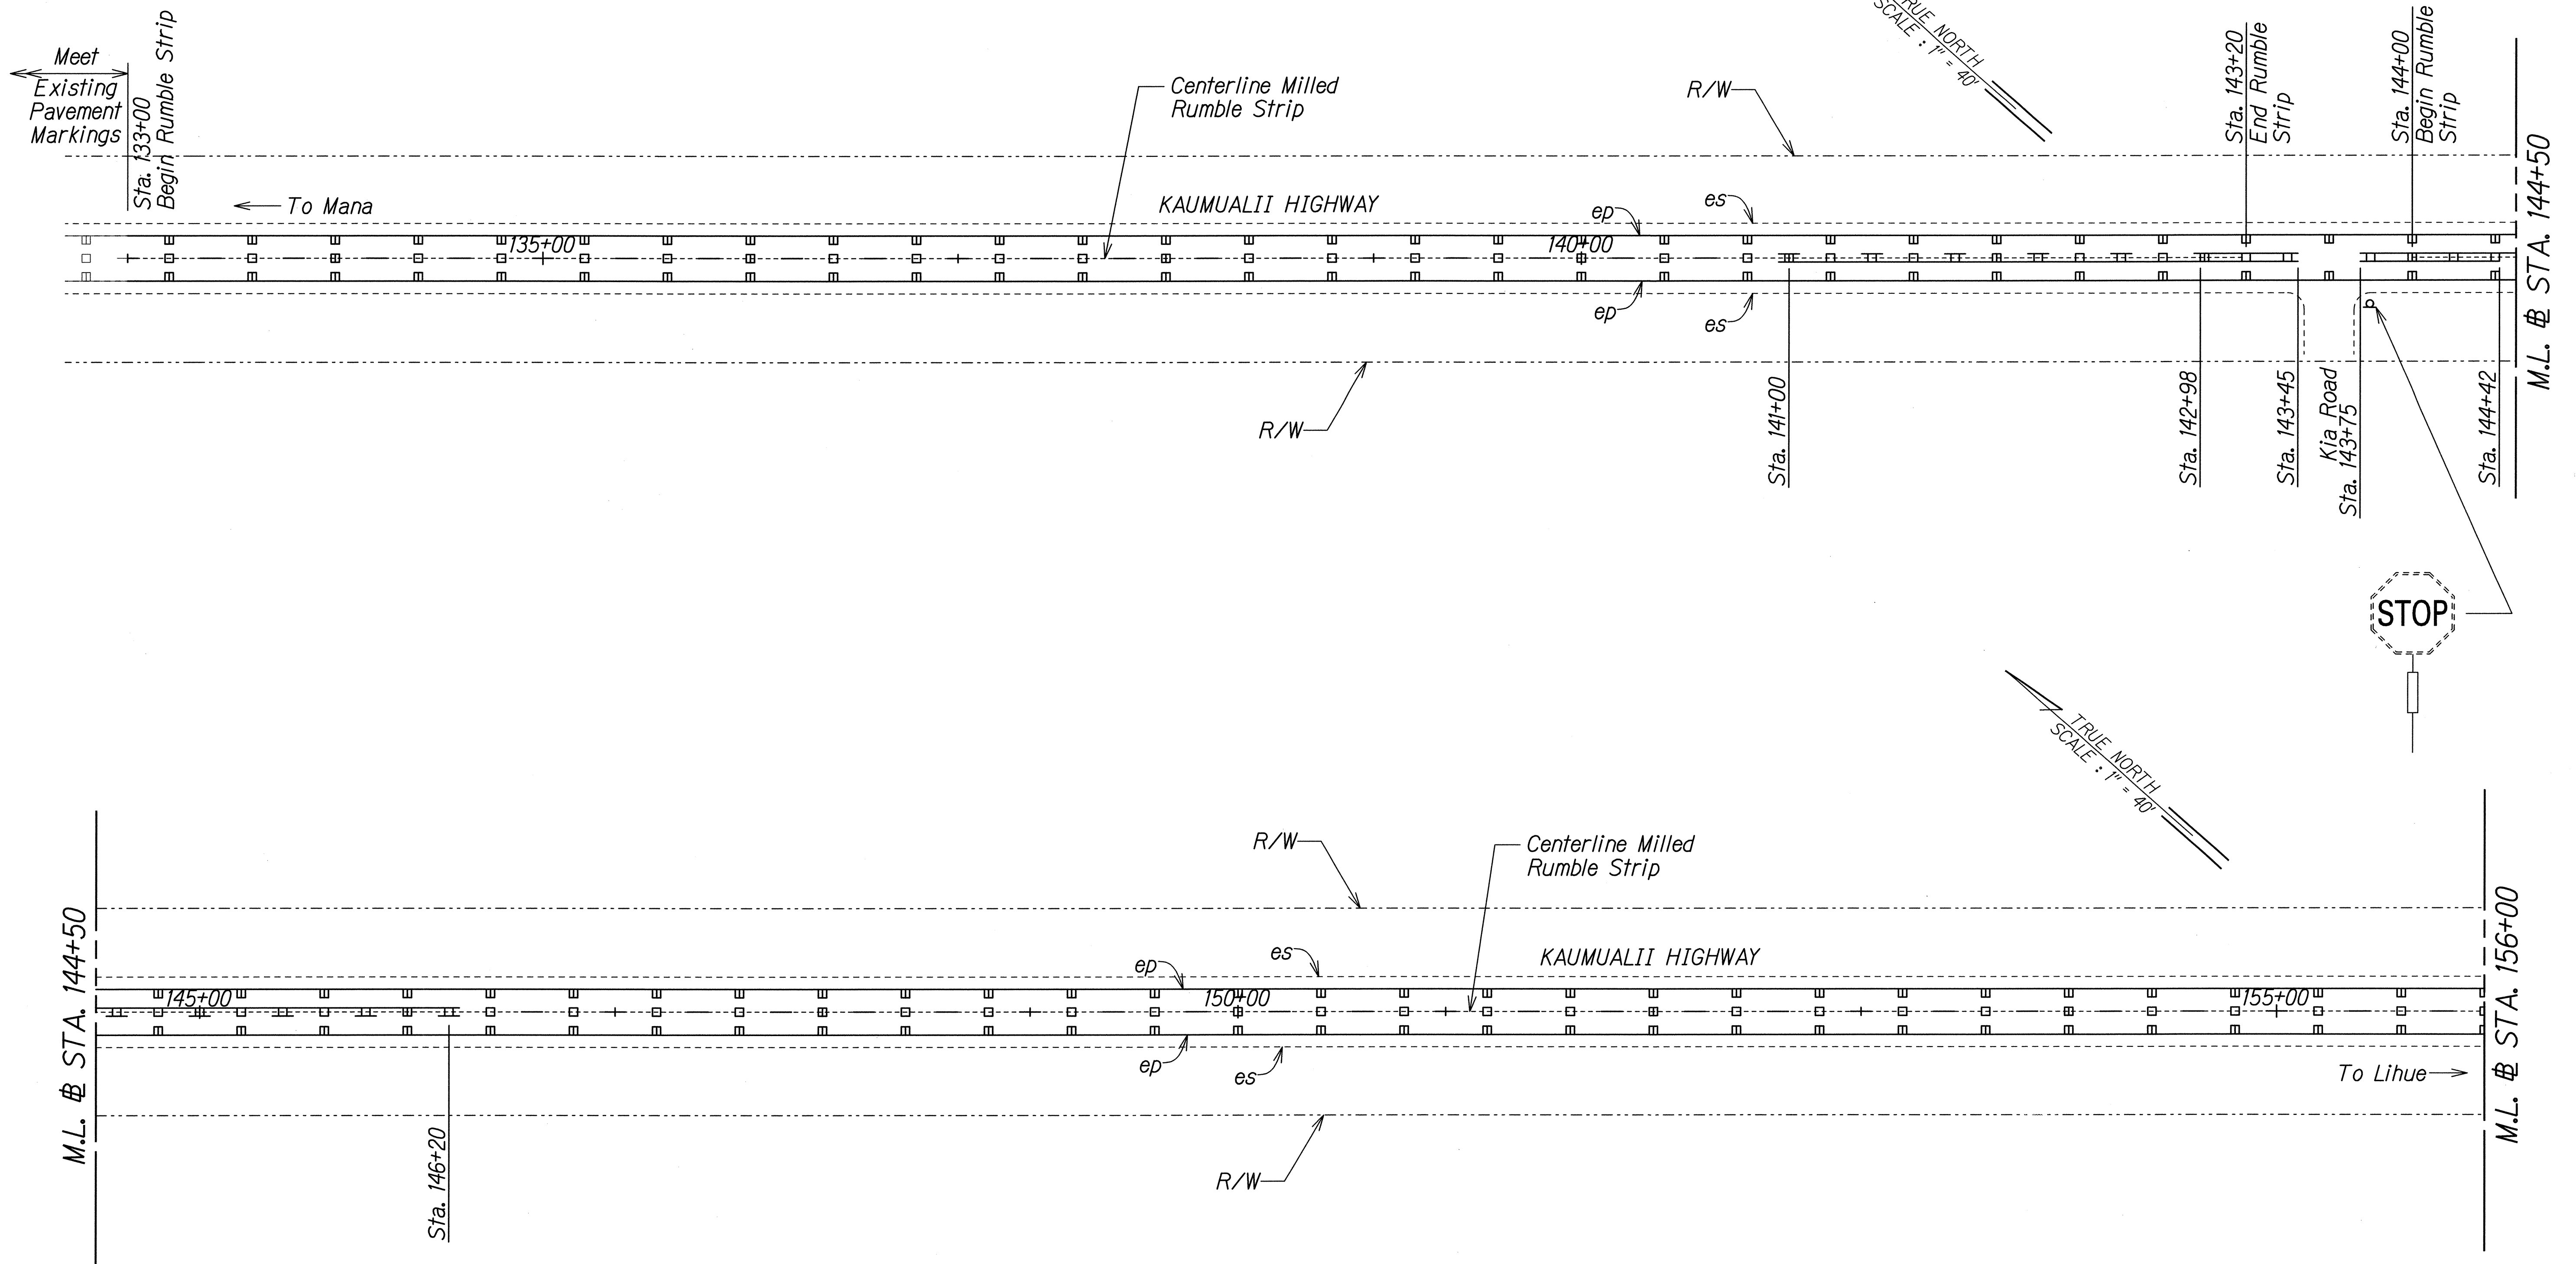 TRUE NORTH
SCALE : 1" = 40'
Meet
Existing
Pavement
Markings
Sta. 133+00
Begin Rumble Strip
To Mana
Centerline Milled
Rumble Strip
KAUMUALII HIGHWAY
R/W
ep
es
Sta. 143+20
End Rumble
Strip
Sta. 144+00
Begin Rumble
Strip
135+00
140+00
ep
es
R/W
Sta. 141+00
Sta. 142+98
Sta. 143+45
Kia Road
Sta. 143+75
Sta. 144+42
M.L. ℄ STA. 144+50
STOP
TRUE NORTH
SCALE : 1" = 40'
M.L. ℄ STA. 144+50
R/W
Centerline Milled
Rumble Strip
KAUMUALII HIGHWAY
ep
es
145+00
150+00
155+00
ep
es
To Lihue
R/W
Sta. 146+20
M.L. ℄ STA. 156+00